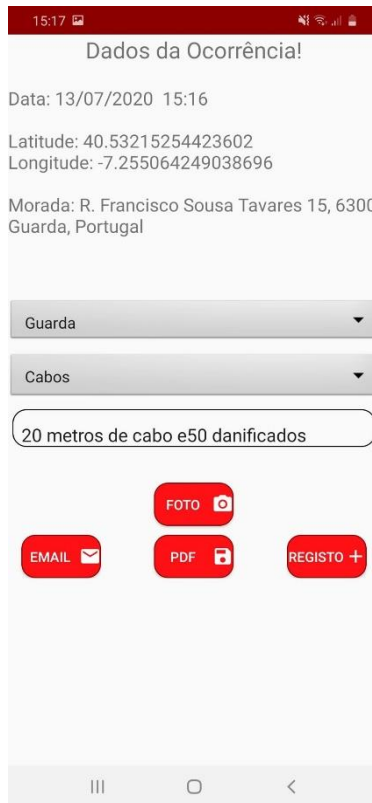 15:17
Dados da Ocorrência!
Data: 13/07/2020 15:16
Latitude: 40.53215254423602
Longitude: -7.255064249038696
Morada: R. Francisco Sousa Tavares 15, 6300
Guarda, Portugal
Guarda
Cabos
20 metros de cabo e50 danificados
FOTO
EMAIL
PDF
REGISTO